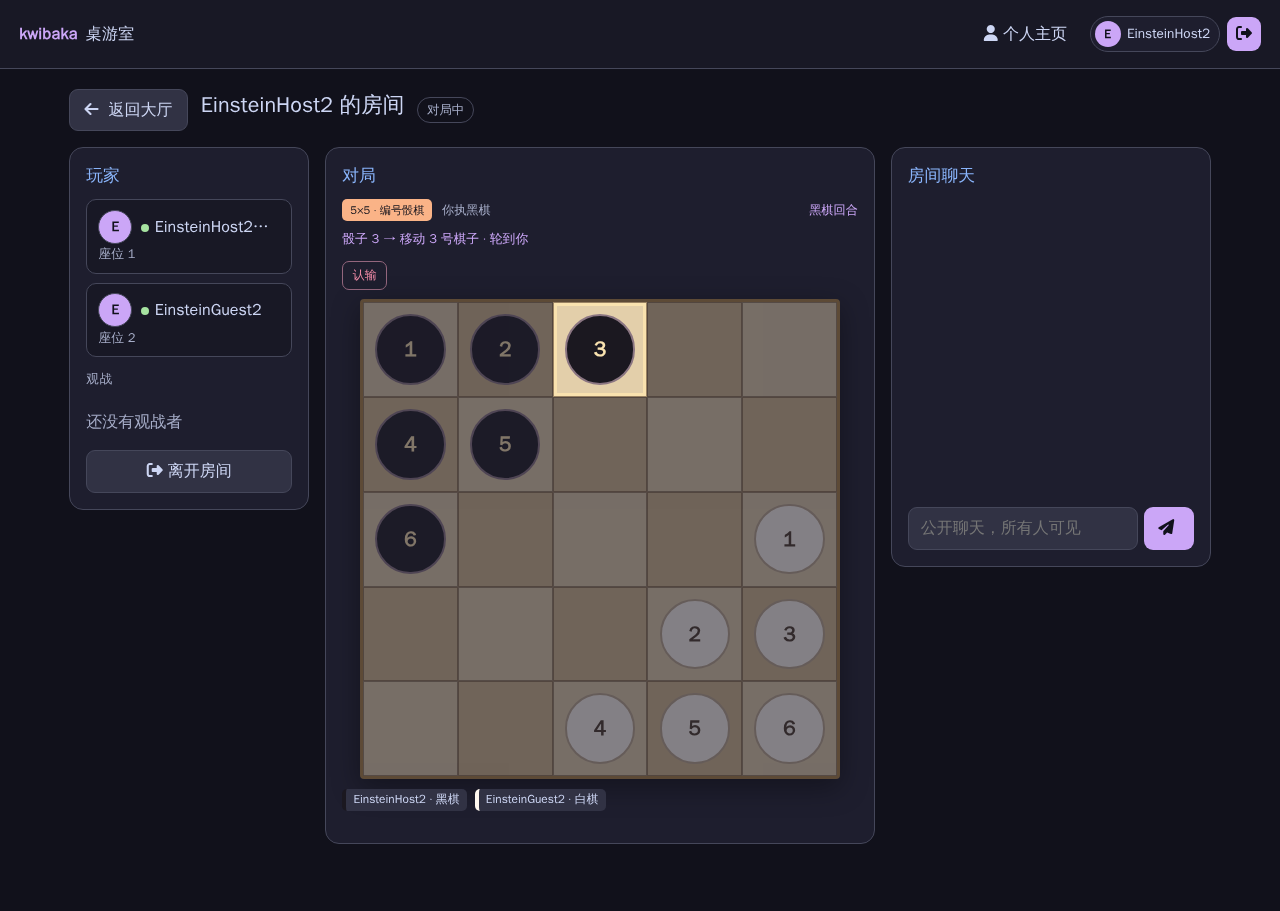 kwibaka 桌游室
个人主页
E EinsteinHost2
返回大厅 EinsteinHost2 的房间 对局中
玩家
E EinsteinHost2···
座位 1
E EinsteinGuest2
座位 2
观战
还没有观战者
离开房间
对局
5×5 · 编号骰棋 你执黑棋 黑棋回合
骰子 3 → 移动 3 号棋子 · 轮到你
认输
1 2 3
4 5
6 1
2 3
4 5 6
EinsteinHost2 · 黑棋 EinsteinGuest2 · 白棋
房间聊天
公开聊天，所有人可见